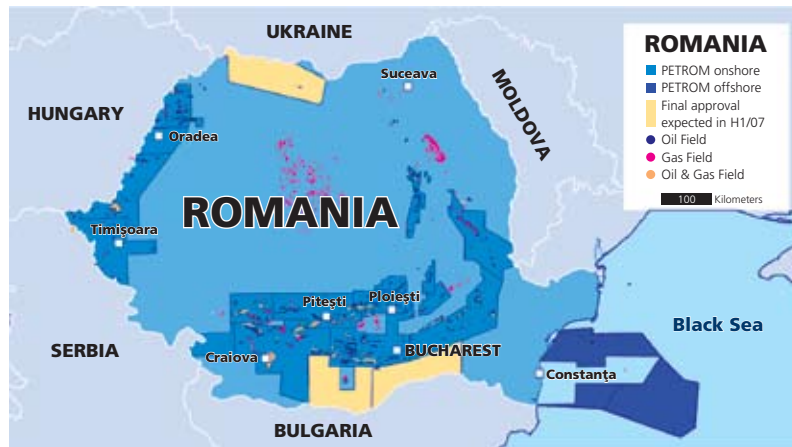 UKRAINE
ROMANIA
PETROM onshore
PETROM offshore
Final approval
expected in H1/07
Oil Field
Gas Field
Oil & Gas Field
100 Kilometers
Suceava
MOLDOVA
HUNGARY
Oradea
ROMANIA
Timişoara
Piteşti
Ploieşti
Black Sea
SERBIA
Craiova
BUCHAREST
Constanţa
BULGARIA